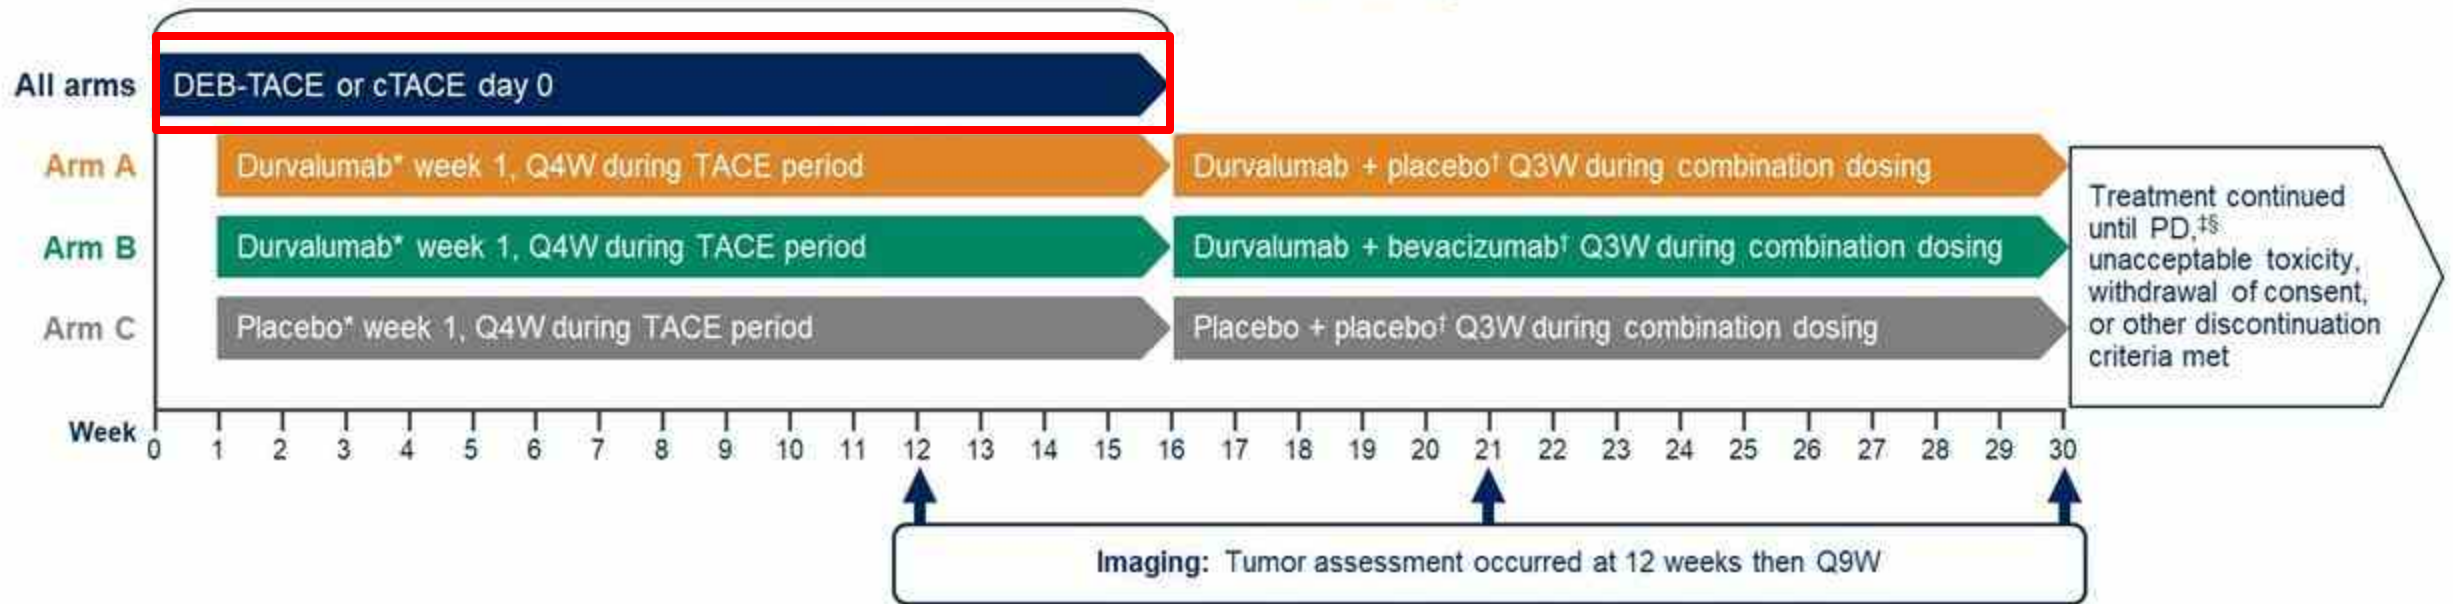 All arms
DEB-TACE or cTACE day 0
Arm A
Durvalumab* week 1, Q4W during TACE period
Durvalumab + placebo† Q3W during combination dosing
Arm B
Durvalumab* week 1, Q4W during TACE period
Durvalumab + bevacizumab† Q3W during combination dosing
Arm C
Placebo* week 1, Q4W during TACE period
Placebo + placebo† Q3W during combination dosing
Treatment continued
until PD,‡§
unacceptable toxicity,
withdrawal of consent,
or other discontinuation
criteria met
Week
0 1 2 3 4 5 6 7 8 9 10 11 12 13 14 15 16 17 18 19 20 21 22 23 24 25 26 27 28 29 30
Imaging: Tumor assessment occurred at 12 weeks then Q9W